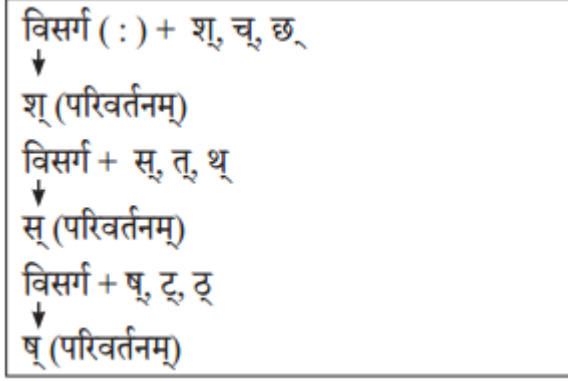 विसर्ग ( : ) + श्, च्, छ्
श् (परिवर्तनम्)
विसर्ग + स्, त्, थ्
स् (परिवर्तनम्)
विसर्ग + ष्, ट्, ठ्
ष् (परिवर्तनम्)